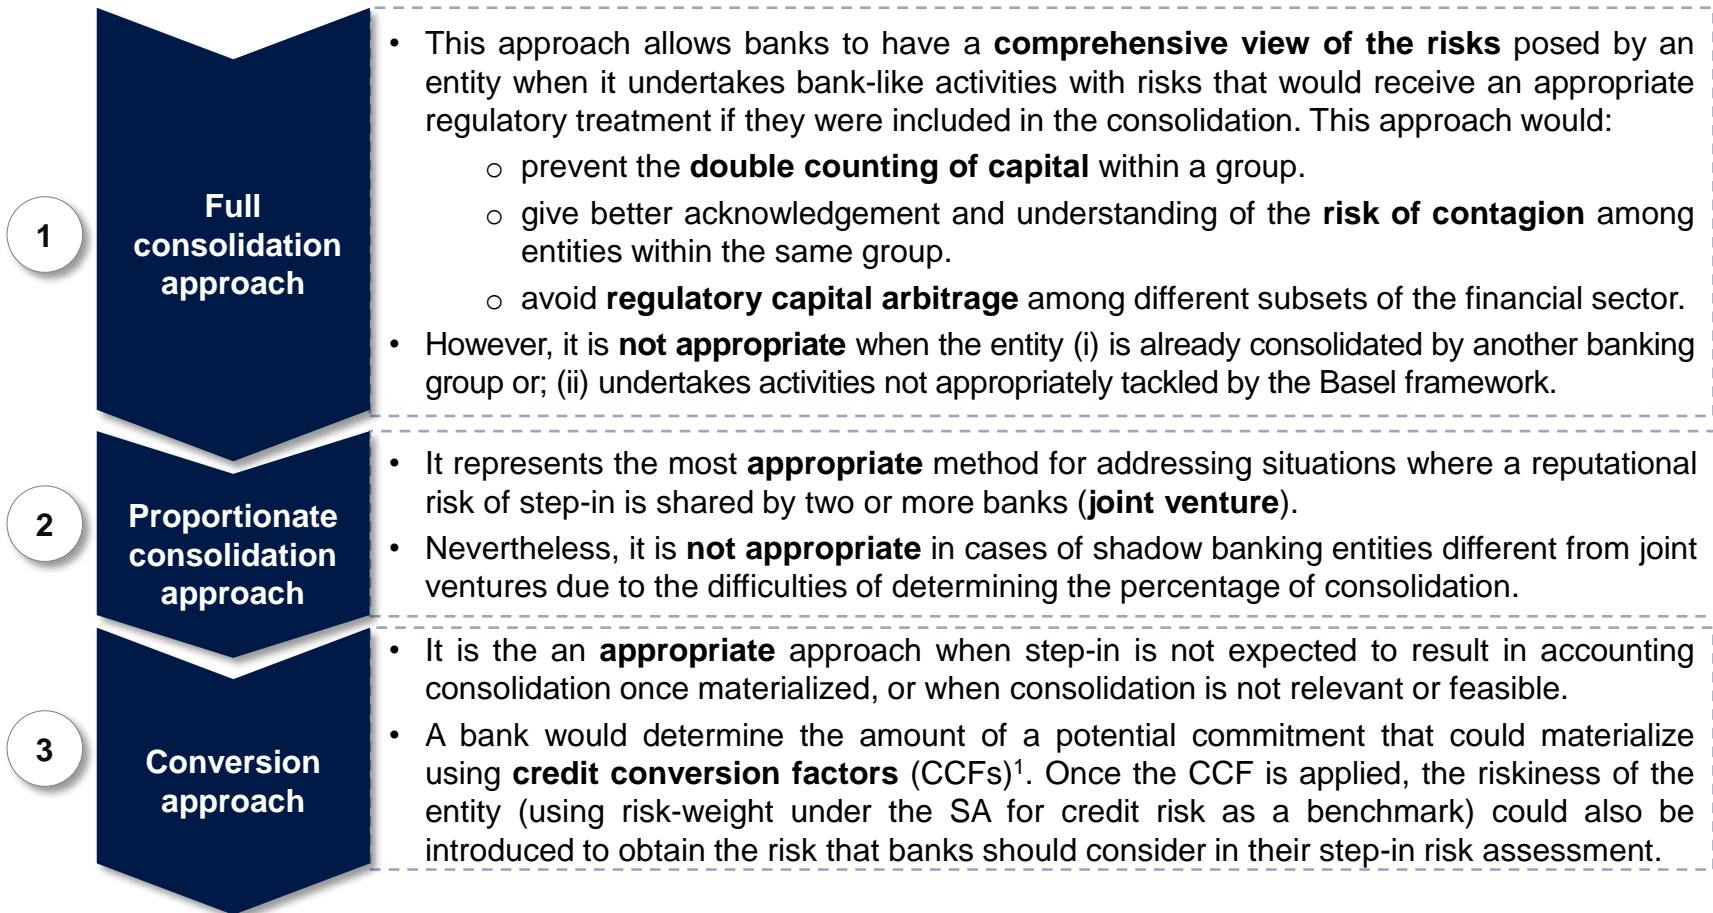 1
Full
consolidation
approach
• This approach allows banks to have a comprehensive view of the risks posed by an
entity when it undertakes bank-like activities with risks that would receive an appropriate
regulatory treatment if they were included in the consolidation. This approach would:
o prevent the double counting of capital within a group.
o give better acknowledgement and understanding of the risk of contagion among
entities within the same group.
o avoid regulatory capital arbitrage among different subsets of the financial sector.
• However, it is not appropriate when the entity (i) is already consolidated by another banking
group or; (ii) undertakes activities not appropriately tackled by the Basel framework.
2
Proportionate
consolidation
approach
• It represents the most appropriate method for addressing situations where a reputational
risk of step-in is shared by two or more banks (joint venture).
• Nevertheless, it is not appropriate in cases of shadow banking entities different from joint
ventures due to the difficulties of determining the percentage of consolidation.
3
Conversion
approach
• It is the an appropriate approach when step-in is not expected to result in accounting
consolidation once materialized, or when consolidation is not relevant or feasible.
• A bank would determine the amount of a potential commitment that could materialize
using credit conversion factors (CCFs)¹. Once the CCF is applied, the riskiness of the
entity (using risk-weight under the SA for credit risk as a benchmark) could also be
introduced to obtain the risk that banks should consider in their step-in risk assessment.